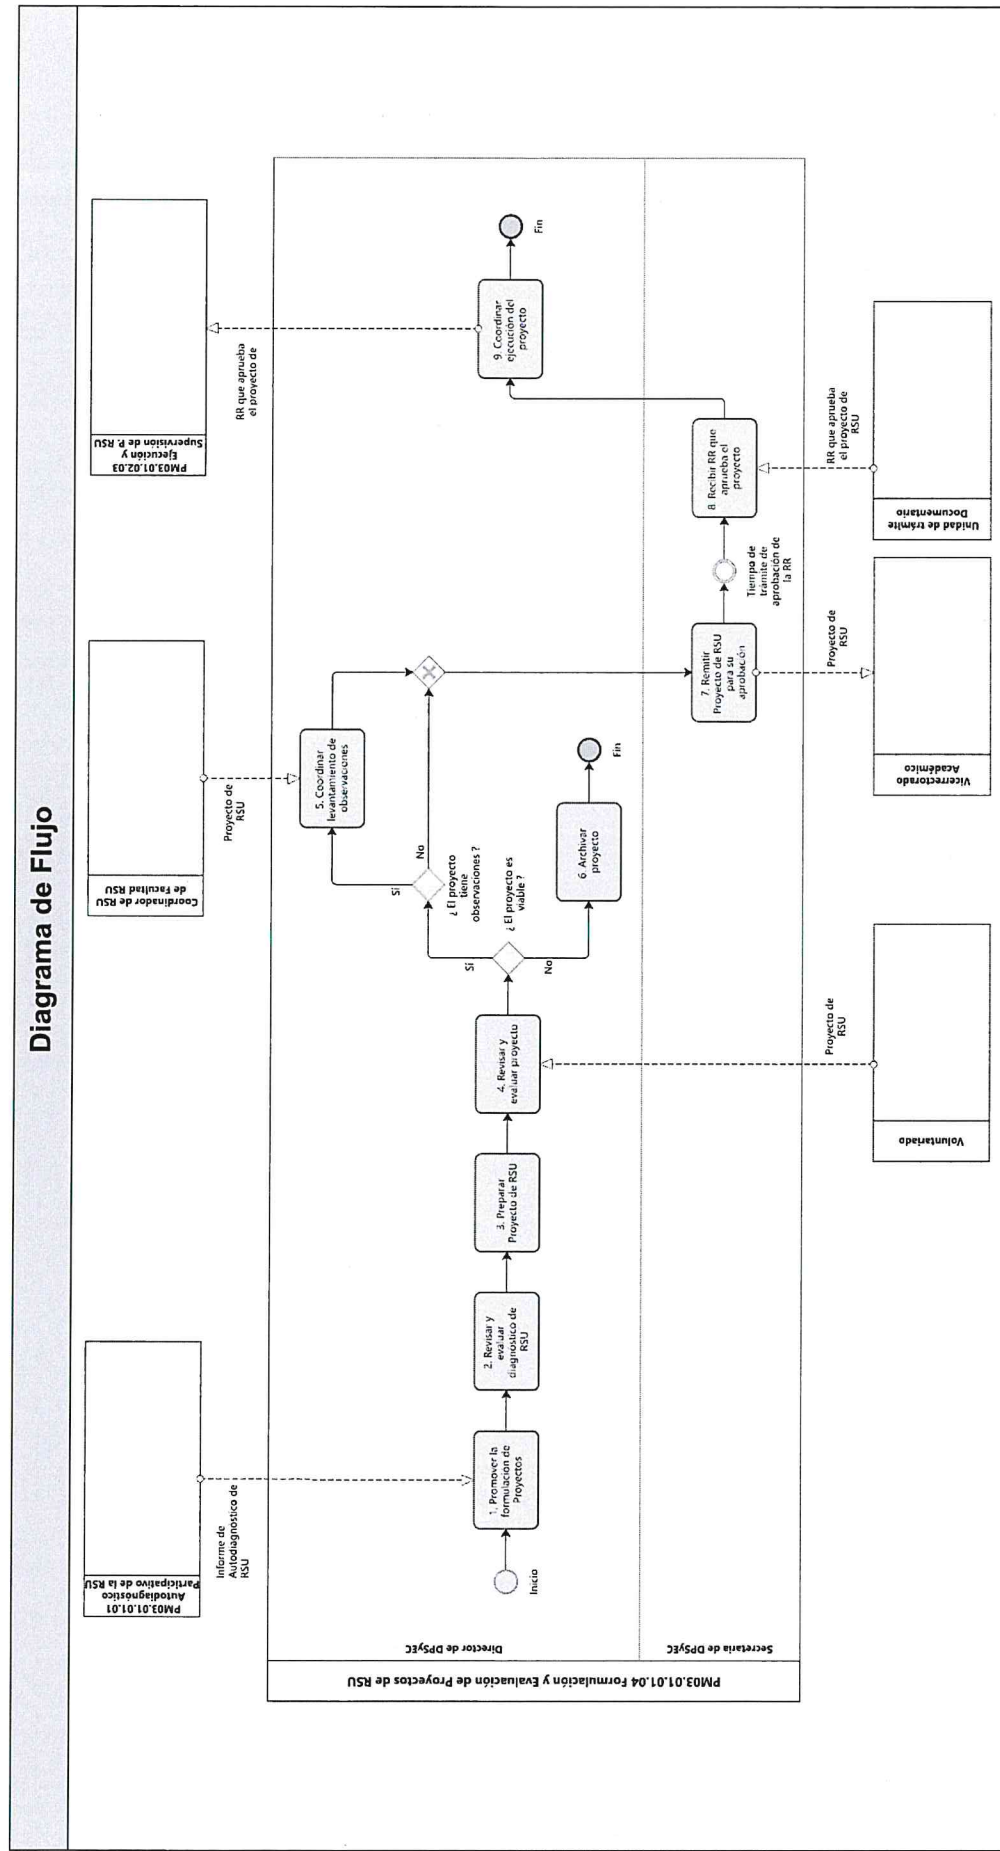 Diagrama de Flujo
PM03.01.01.01
Autodiagnóstico
Participativo de la RSU
Coordinador de RSU
de Facultad RSU
PM03.01.02.03
Ejecución y
Supervisión de P. de RSU
Informe de
Autodiagnóstico de
RSU
Proyecto de
RSU
RR que aprueba
el proyecto de
PM03.01.01.04 Formulación y Evaluación de Proyectos de RSU
Director de DPSyEC
Inicio
1. Promover la
formulación de
Proyectos
2. Revisar y
evaluar
diagnóstico de
RSU
3. Preparar
Proyecto de RSU
4. Revisar y
evaluar proyecto
¿ El proyecto es
viable ?
Si
No
¿ El proyecto
tiene
observaciones ?
Si
No
5. Coordinar
levantamiento de
observaciones
6. Archivar
proyecto
Fin
9. Coordinar
ejecución del
proyecto
Fin
Secretaria de DPSyEC
7. Remitir
Proyecto de RSU
para su
aprobación
Tiempo de
trámite de
aprobación de
la RR
8. Recibir RR que
aprueba el
proyecto
Proyecto de
RSU
Proyecto de
RSU
RR que aprueba
el proyecto de
RSU
Voluntariado
Vicerrectorado
Académico
Unidad de trámite
Documentario